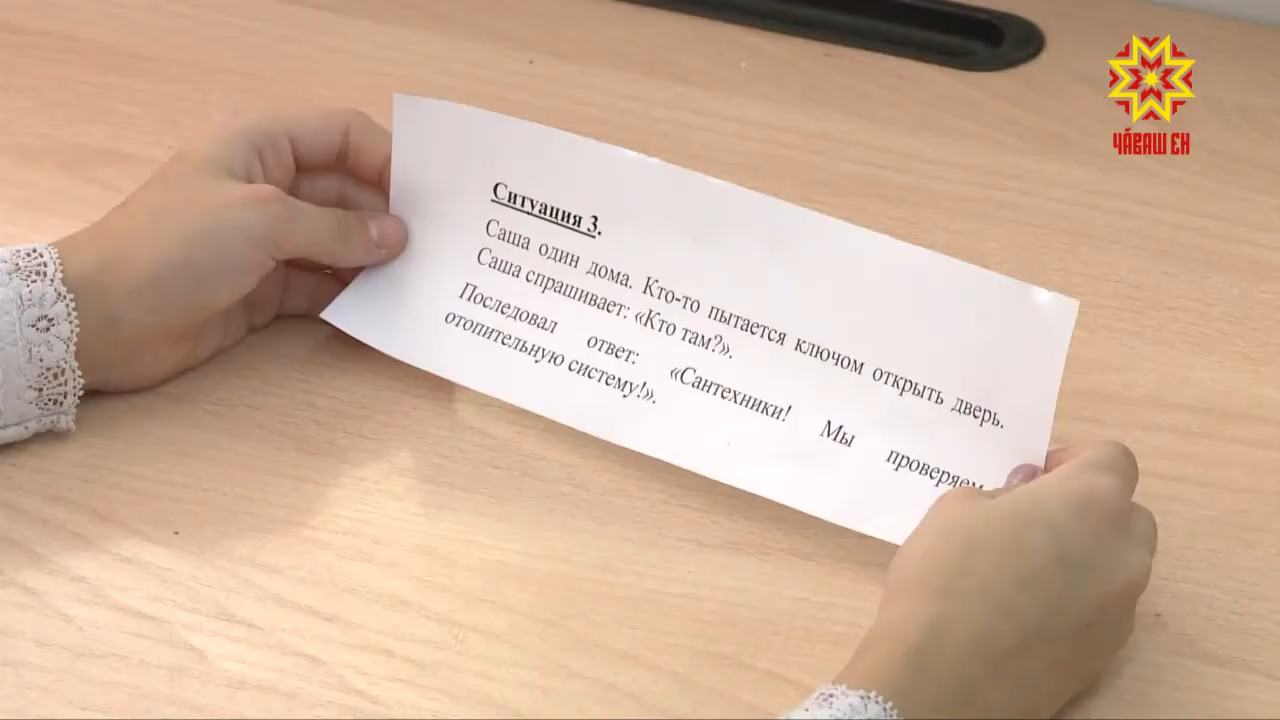 ЧӐВАШ ЕН
Ситуация 3.
Саша один дома. Кто-то пытается ключом открыть дверь.
Саша спрашивает: «Кто там?».
Последовал ответ: «Сантехники! Мы проверяем
отопительную систему!».